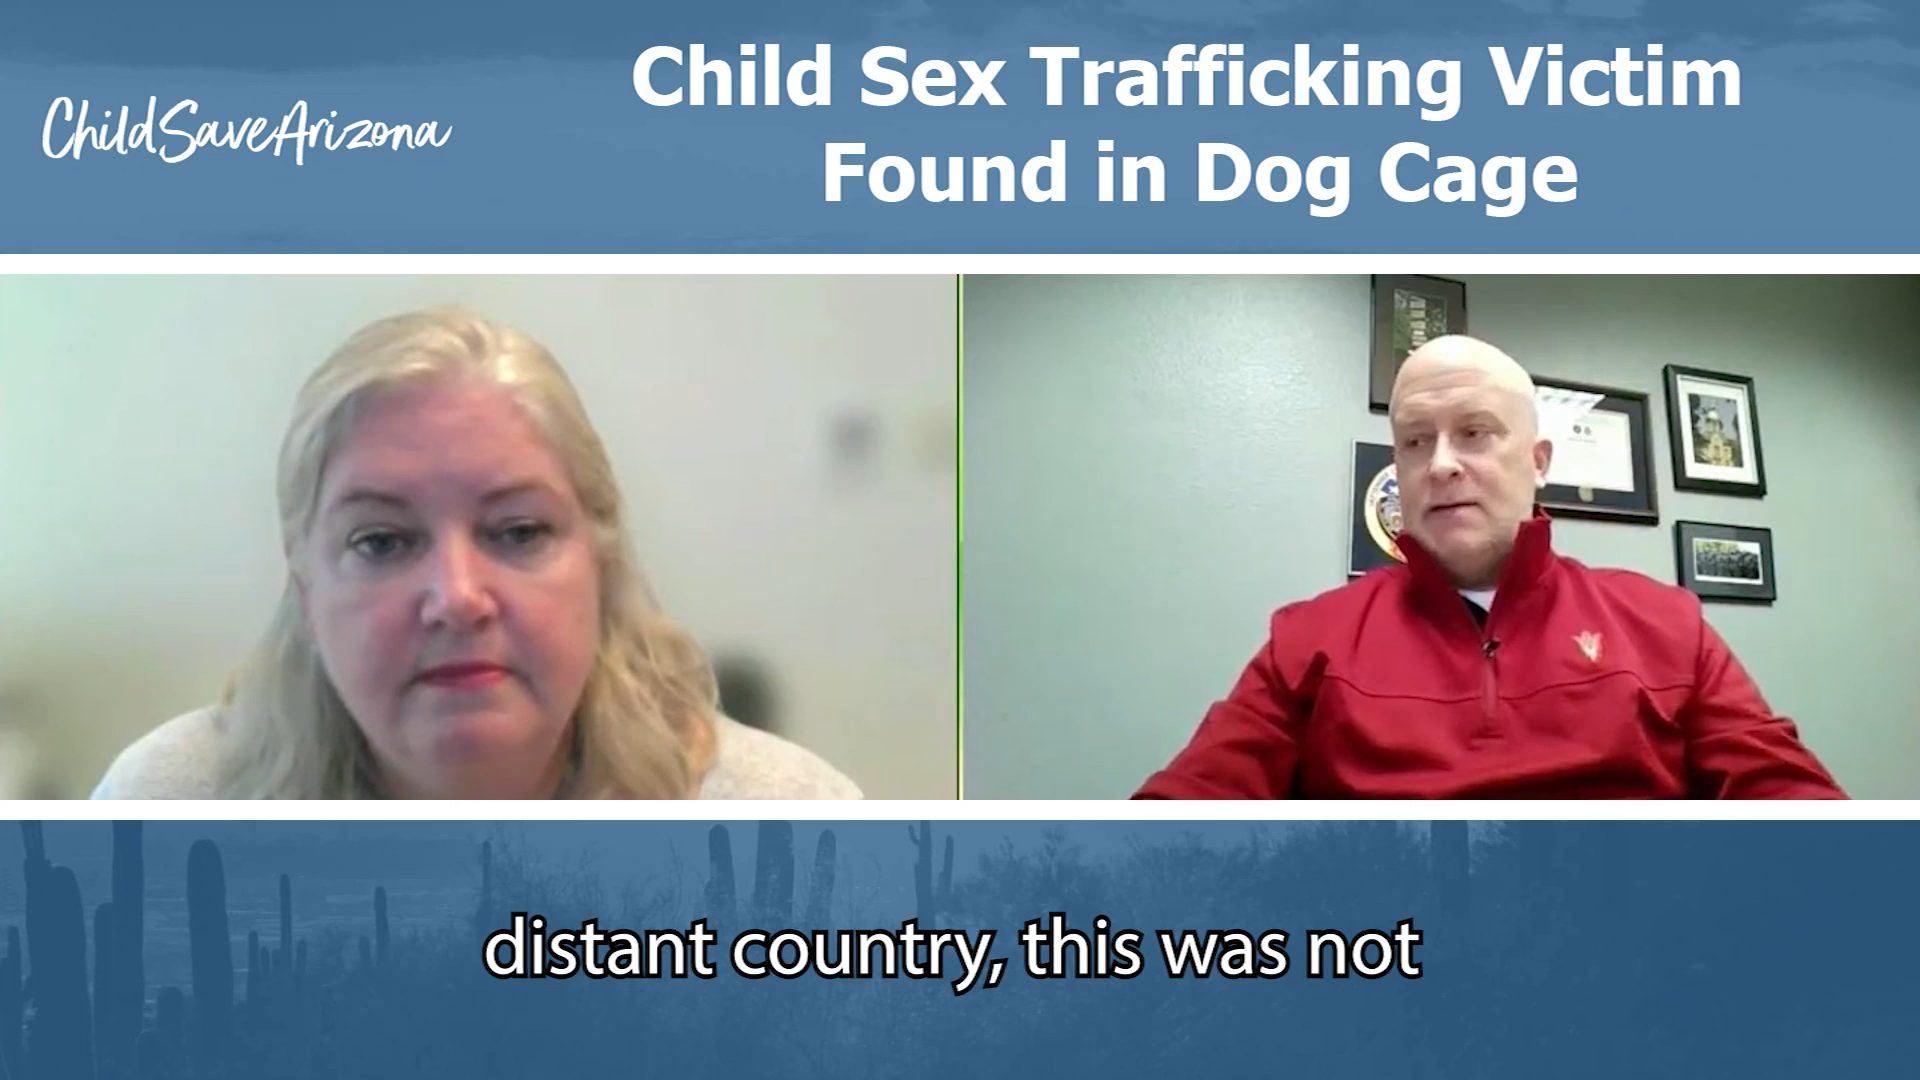 ChildSaveArizona
Child Sex Trafficking Victim
Found in Dog Cage
distant country, this was not